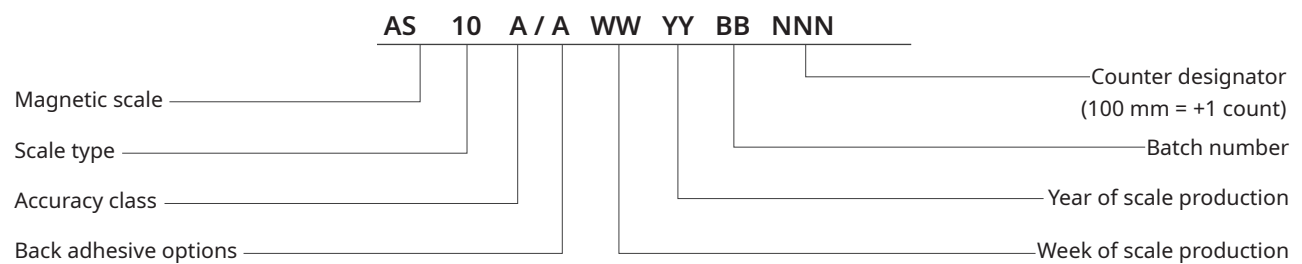 AS 10 A / A WW YY BB NNN
Counter designator
(100 mm = +1 count)
Magnetic scale
Batch number
Scale type
Year of scale production
Accuracy class
Week of scale production
Back adhesive options